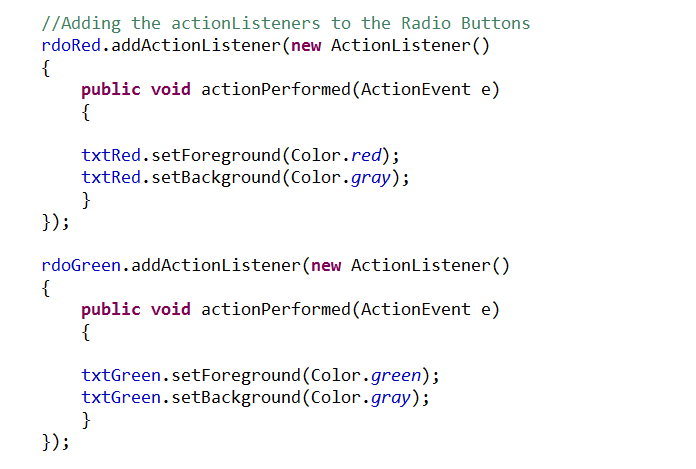 //Adding the actionListeners to the Radio Buttons
rdoRed.addActionListener(new ActionListener()
{
    public void actionPerformed(ActionEvent e)
    {

    txtRed.setForeground(Color.red);
    txtRed.setBackground(Color.gray);
    }
});

rdoGreen.addActionListener(new ActionListener()
{
    public void actionPerformed(ActionEvent e)
    {

    txtGreen.setForeground(Color.green);
    txtGreen.setBackground(Color.gray);
    }
});